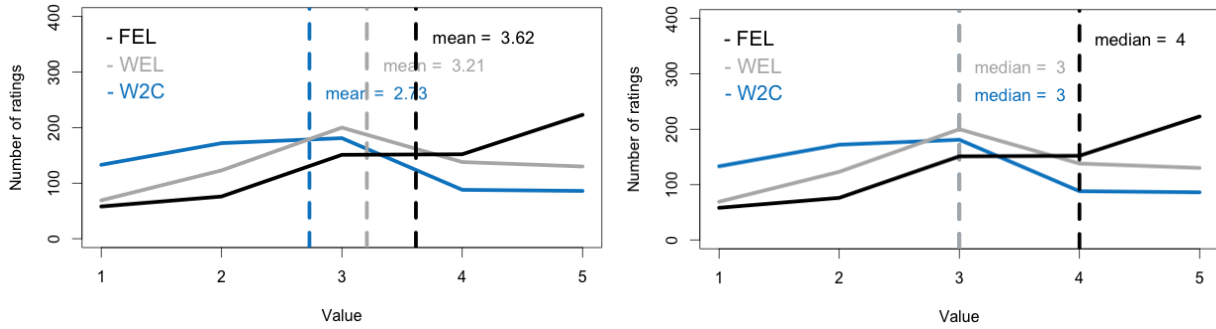 Number of ratings
400
300
200
100
0
- FEL
- WEL
- W2C
mean = 3.62
mean = 3.21
mean = 2.73
1 2 3 4 5
Value
Number of ratings
400
300
200
100
0
- FEL
- WEL
- W2C
median = 4
median = 3
median = 3
1 2 3 4 5
Value